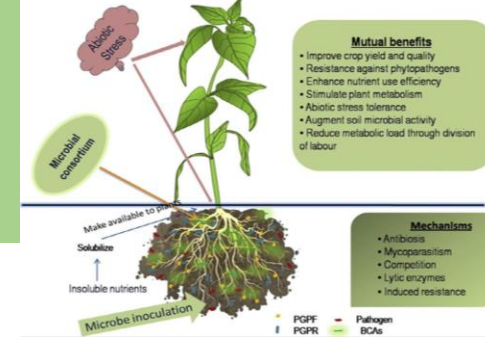 Abiotic
Stress
Mutual benefits
• Improve crop yield and quality
• Resistance against phytopathogens
• Enhance nutrient use efficiency
• Stimulate plant metabolism
• Abiotic stress tolerance
• Augment soil microbial activity
• Reduce metabolic load through division
of labour
Microbial
consortium
Make available to plants
Solubilize
Insoluble nutrients
Microbe inoculation
Mechanisms
• Antibiosis
• Mycoparasitism
• Competition
• Lytic enzymes
• Induced resistance
PGPF
Pathogen
PGPR
BCAs